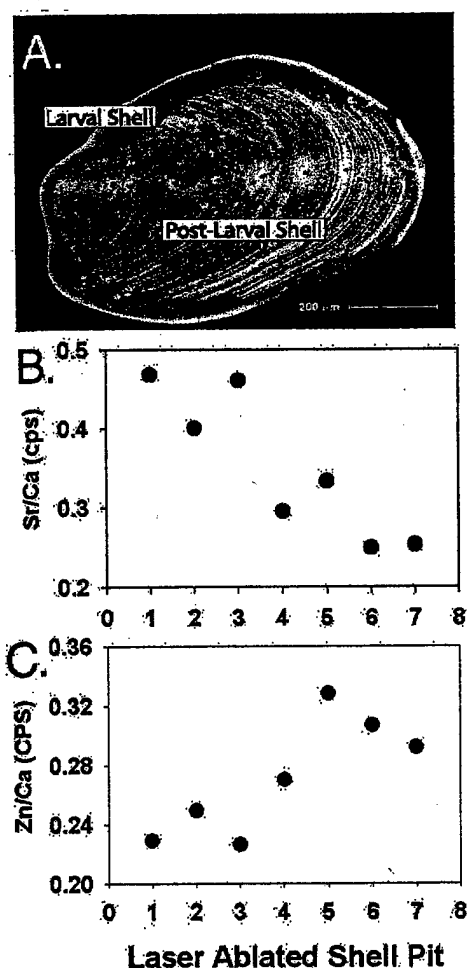 A.
Larval Shell
Post-Larval Shell
200 µm
B.
Sr/Ca (cps)
0.5
0.4
0.3
0.2
0 1 2 3 4 5 6 7 8
C.
Zn/Ca (CPS)
0.36
0.32
0.28
0.24
0.20
0 1 2 3 4 5 6 7 8
Laser Ablated Shell Pit